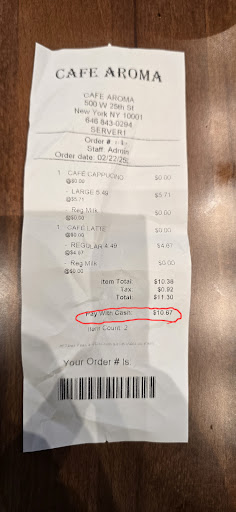 CAFE AROMA
CAFE AROMA
500 W 25th St
New York NY 10001
646 843-0294
SERVER1
Order #
Staff: Admin
Order date: 02/22/25
1 CAFE CAPPUCINO $0.00
@$0.00
- LARGE 5.49 $5.71
@$5.71
- Reg Milk $0.00
@$0.00
1 CAFE LATTE $0.00
@$0.00
- REGULAR 4.49 $4.67
@$4.67
- Reg Milk $0.00
@$0.00
Item Total: $10.38
Tax: $0.92
Total: $11.30
Pay With Cash: $10.67
Item Count: 2
Your Order # Is: